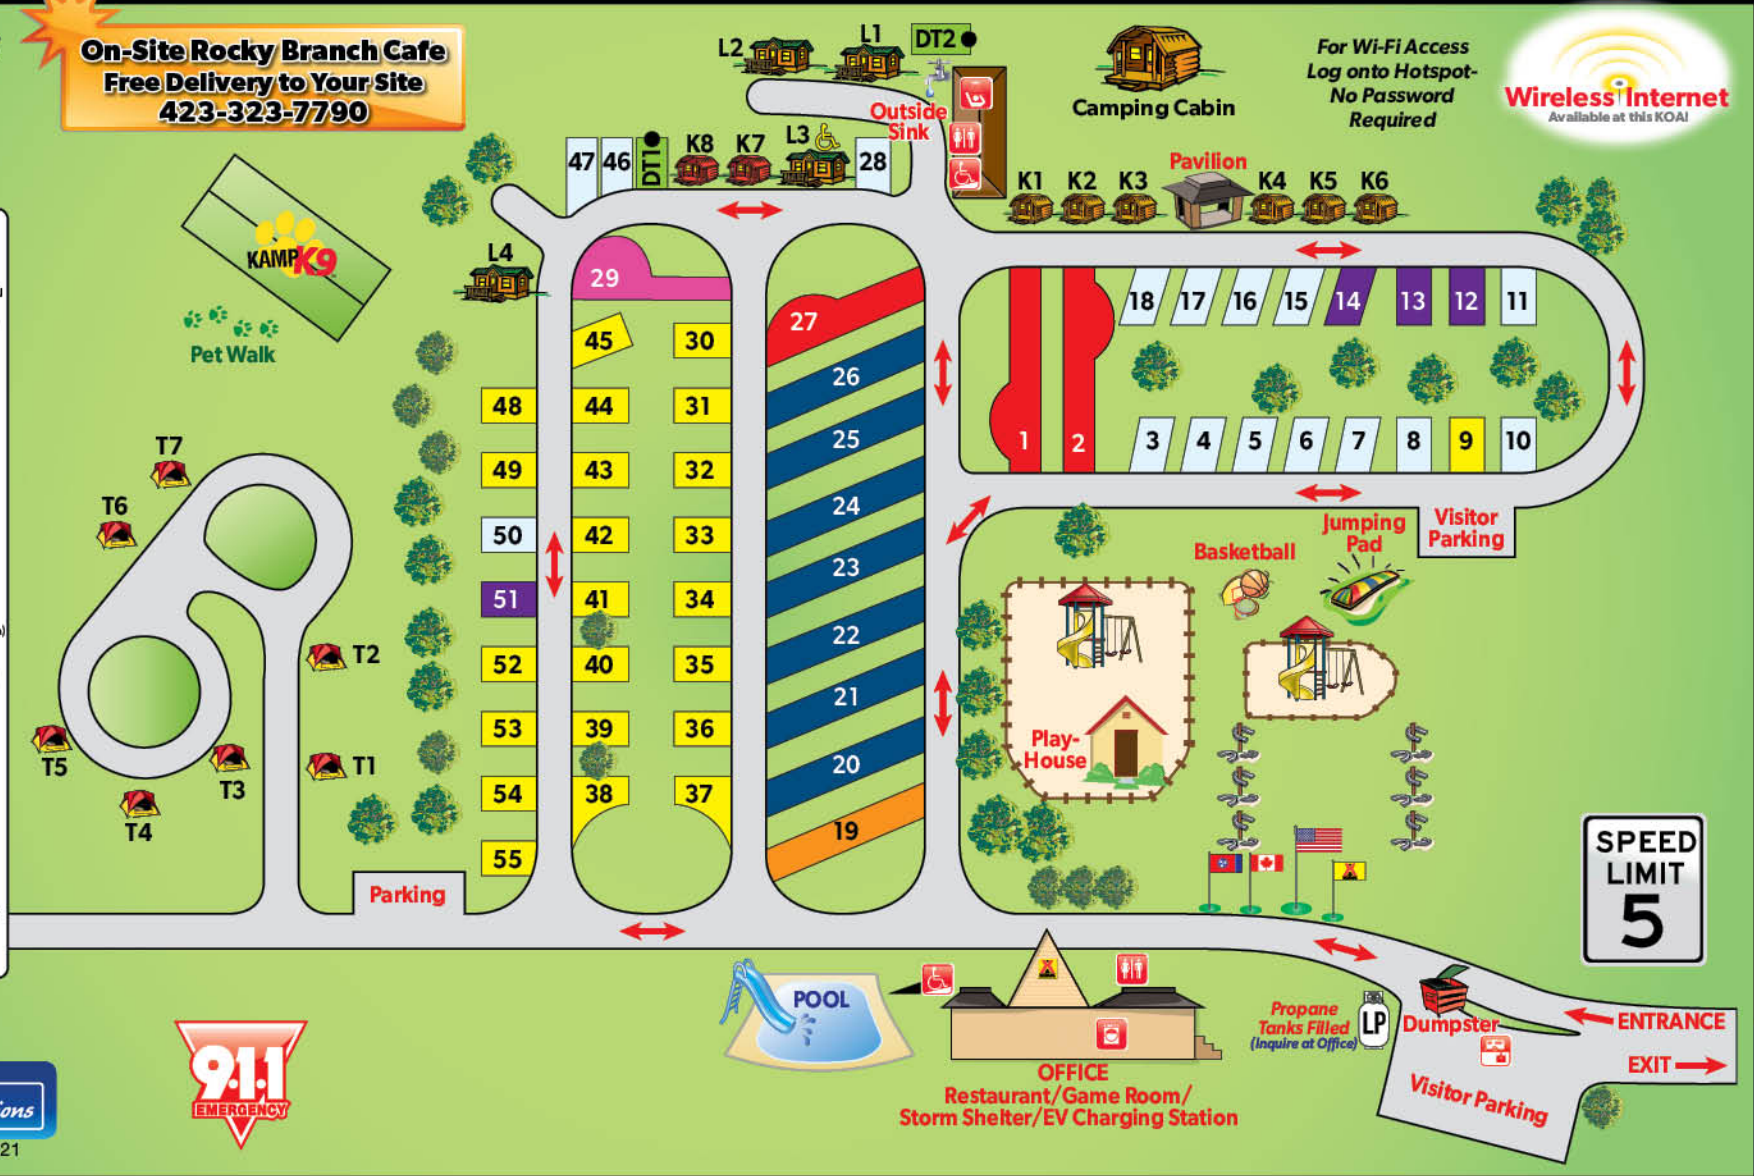 On-Site Rocky Branch Cafe
Free Delivery to Your Site
423-323-7790
L2
L1
DT2
Camping Cabin
For Wi-Fi Access
Log onto Hotspot-
No Password
Required
Wireless Internet
Available at this KOA!
Outside
Sink
47
46
DT1
K8
K7
L3
28
K1
K2
K3
Pavilion
K4
K5
K6
KAMP K9
Pet Walk
L4
29
45
30
48
44
31
49
43
32
50
42
33
51
41
34
52
40
35
53
39
36
54
38
37
55
27
26
25
24
23
22
21
20
19
1
2
18
17
16
15
14
13
12
11
3
4
5
6
7
8
9
10
T7
T6
T2
T5
T3
T1
T4
Parking
Basketball
Jumping
Pad
Visitor
Parking
Play-
House
SPEED
LIMIT
5
POOL
OFFICE
Restaurant/Game Room/
Storm Shelter/EV Charging Station
Propane
Tanks Filled
(Inquire at Office)
LP
Dumpster
ENTRANCE
EXIT
Visitor Parking
9-1-1
EMERGENCY
ions
21